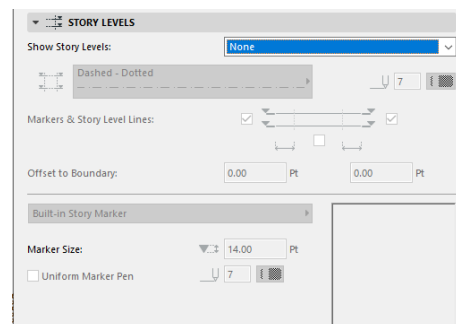 STORY LEVELS
Show Story Levels: None
Dashed - Dotted
7
Markers & Story Level Lines:
Offset to Boundary: 0.00 Pt 0.00 Pt
Built-in Story Marker
Marker Size: 14.00 Pt
Uniform Marker Pen 7